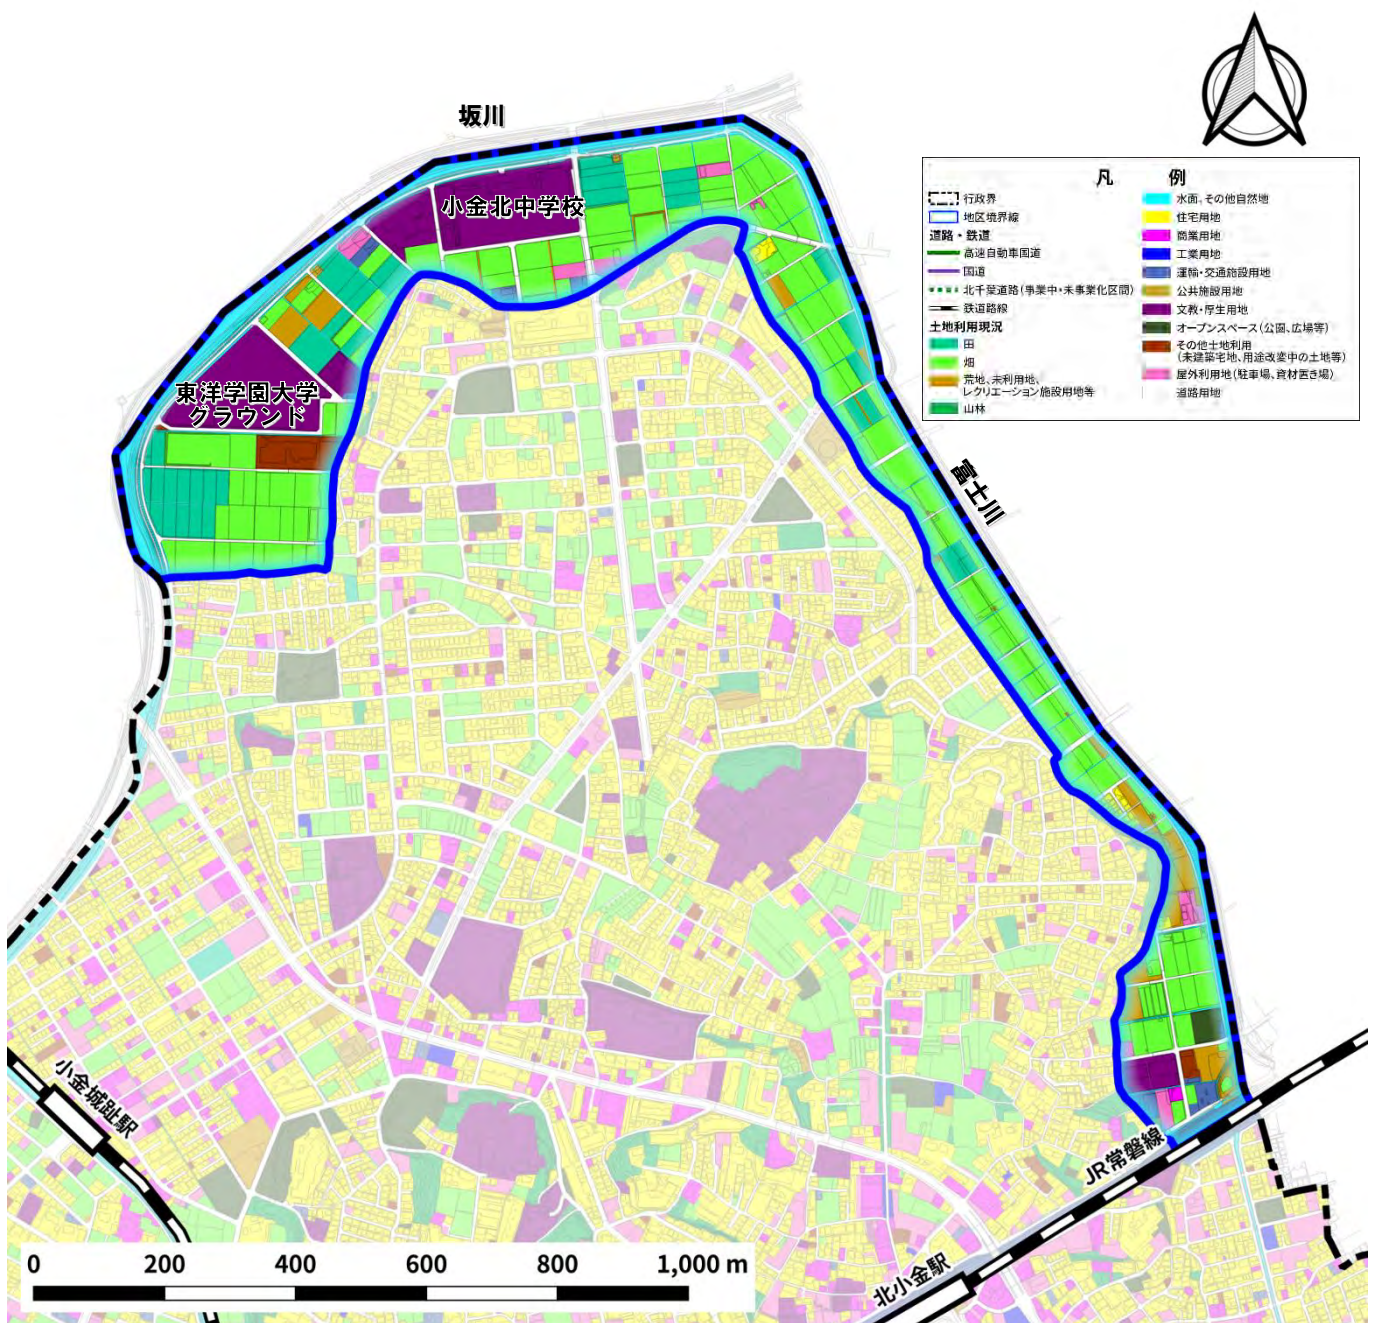 坂川
小金北中学校
東洋学園大学
グラウンド
富士川
凡 例
行政界
地区境界線
道路・鉄道
高速自動車国道
国道
北千葉道路(事業中・未事業化区間)
鉄道路線
土地利用現況
田
畑
荒地、未利用地、
レクリエーション施設用地等
山林
水面、その他自然地
住宅用地
商業用地
工業用地
運輸・交通施設用地
公共施設用地
文教・厚生用地
オープンスペース(公園、広場等)
その他土地利用
(未建築宅地、用途改変中の土地等)
屋外利用地(駐車場、資材置き場)
道路用地
小金城趾駅
JR常磐線
北小金駅
0 200 400 600 800 1,000 m